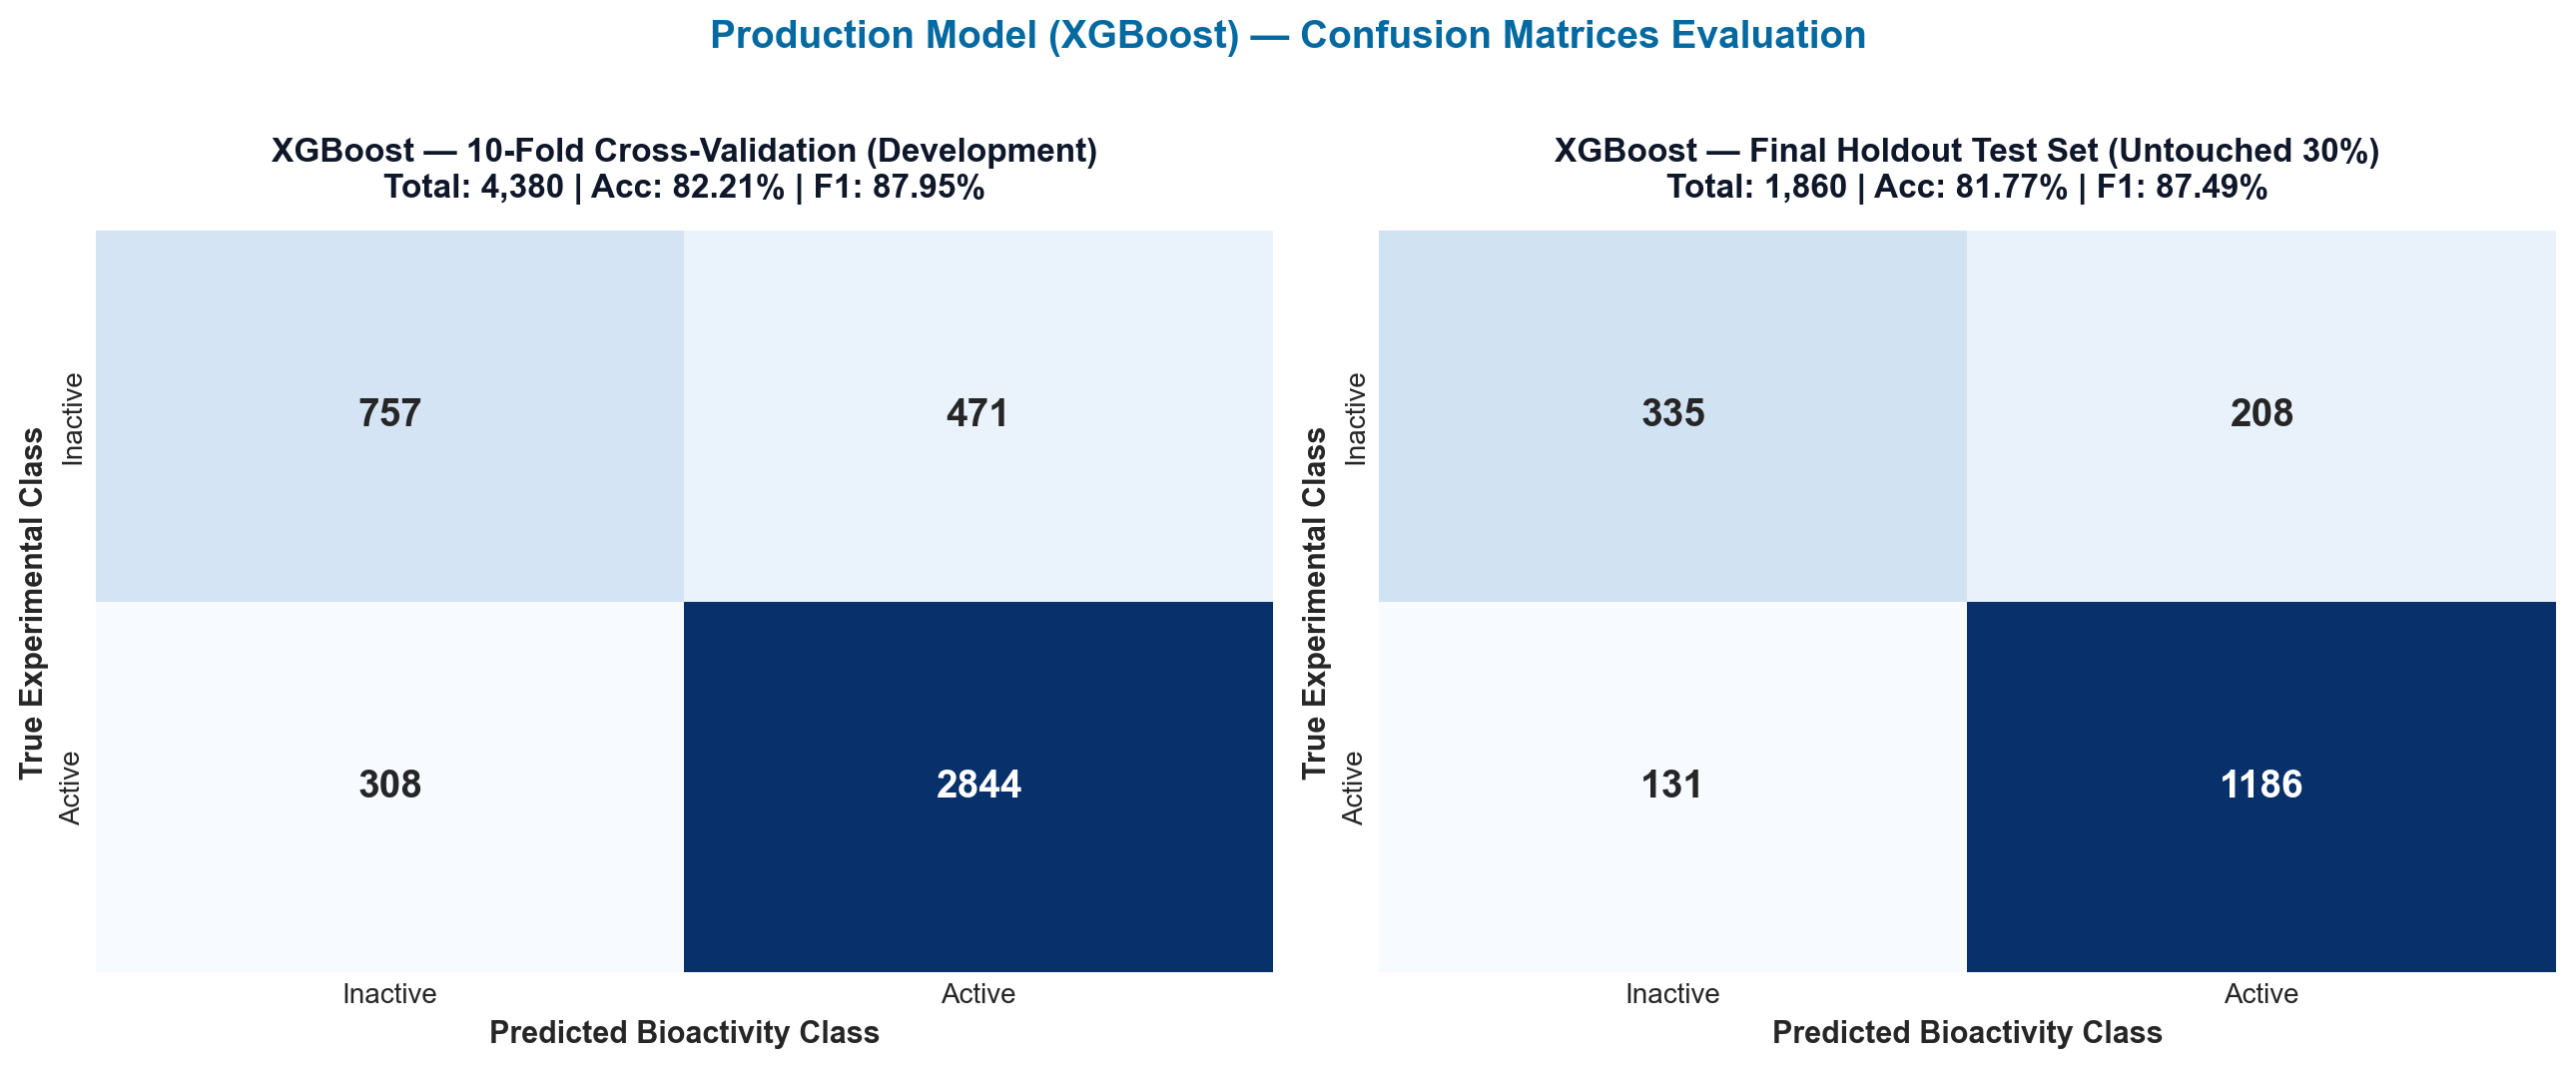 Production Model (XGBoost) — Confusion Matrices Evaluation
XGBoost — 10-Fold Cross-Validation (Development)
Total: 4,380 | Acc: 82.21% | F1: 87.95%
True Experimental Class
Inactive
Active
757
471
308
2844
Inactive
Active
Predicted Bioactivity Class
XGBoost — Final Holdout Test Set (Untouched 30%)
Total: 1,860 | Acc: 81.77% | F1: 87.49%
True Experimental Class
Inactive
Active
335
208
131
1186
Inactive
Active
Predicted Bioactivity Class